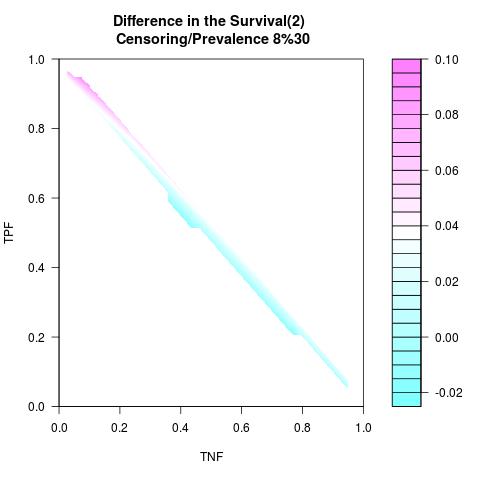 Difference in the Survival(2)
Censoring/Prevalence 8%30
1.0
0.8
0.6
0.4
0.2
0.0
TPF
0.0 0.2 0.4 0.6 0.8 1.0
TNF
0.10
0.08
0.06
0.04
0.02
0.00
-0.02